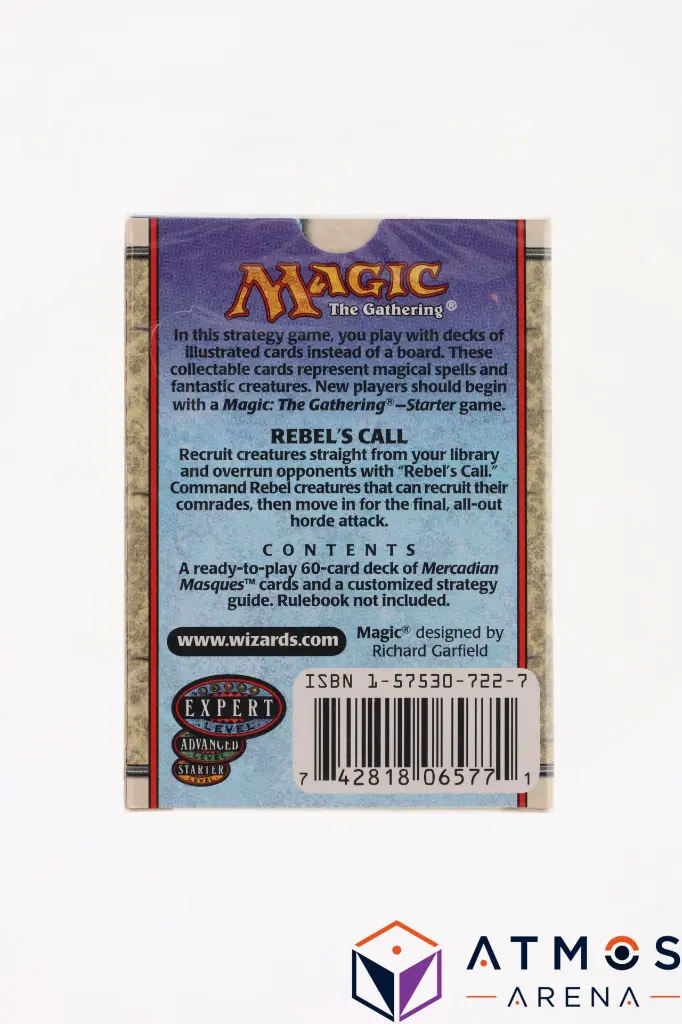 MAGIC
The Gathering®
In this strategy game, you play with decks of
illustrated cards instead of a board. These
collectable cards represent magical spells and
fantastic creatures. New players should begin
with a Magic: The Gathering®—Starter game.
REBEL'S CALL
Recruit creatures straight from your library
and overrun opponents with “Rebel's Call.”
Command Rebel creatures that can recruit their
comrades, then move in for the final, all-out
horde attack.
CONTENTS
A ready-to-play 60-card deck of Mercadian
Masques™ cards and a customized strategy
guide. Rulebook not included.
www.wizards.com
Magic® designed by
Richard Garfield
EXPERT
LEVEL
ADVANCED
LEVEL
STARTER
LEVEL
ISBN 1-57530-722-7
7 42818 06577 1
ATMOS
ARENA